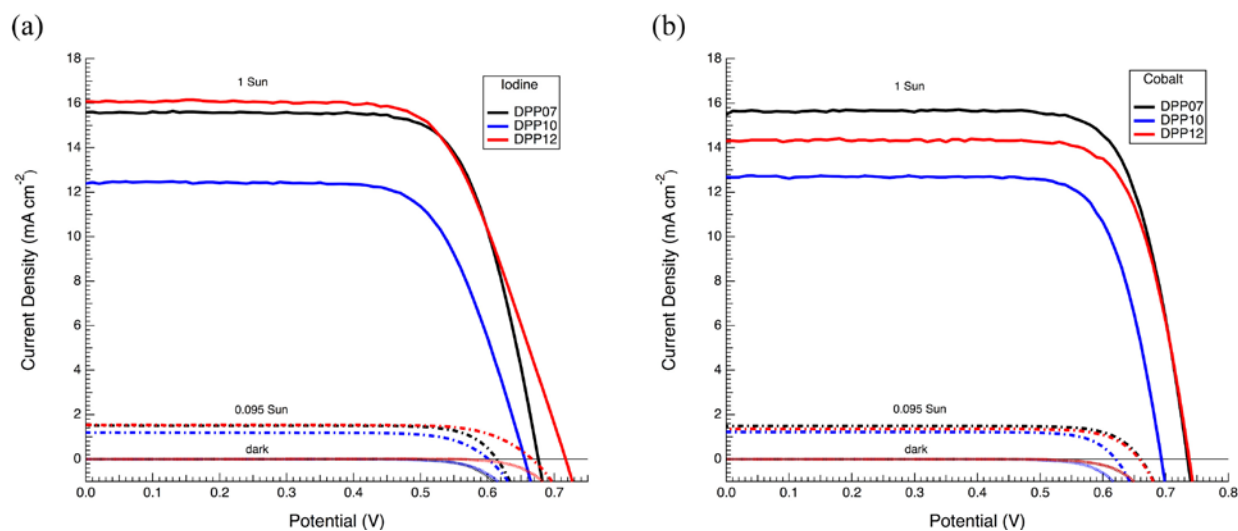 (a)
18
16
14
12
10
8
6
4
2
0
Current Density (mA cm⁻²)
1 Sun
Iodine
DPP07
DPP10
DPP12
0.095 Sun
dark
0.0 0.1 0.2 0.3 0.4 0.5 0.6 0.7
Potential (V)
(b)
18
16
14
12
10
8
6
4
2
0
Current Density (mA cm⁻²)
1 Sun
Cobalt
DPP07
DPP10
DPP12
0.095 Sun
dark
0.0 0.1 0.2 0.3 0.4 0.5 0.6 0.7 0.8
Potential (V)